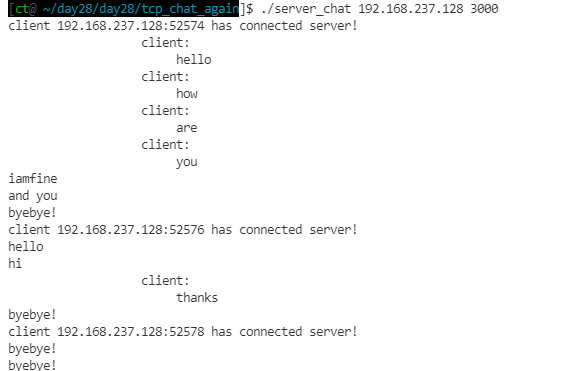 [ct@ ~/day28/day28/tcp_chat_again]$ ./server_chat 192.168.237.128 3000
client 192.168.237.128:52574 has connected server!
client:
hello
client:
how
client:
are
client:
you
iamfine
and you
byebye!
client 192.168.237.128:52576 has connected server!
hello
hi
client:
thanks
byebye!
client 192.168.237.128:52578 has connected server!
byebye!
byebye!